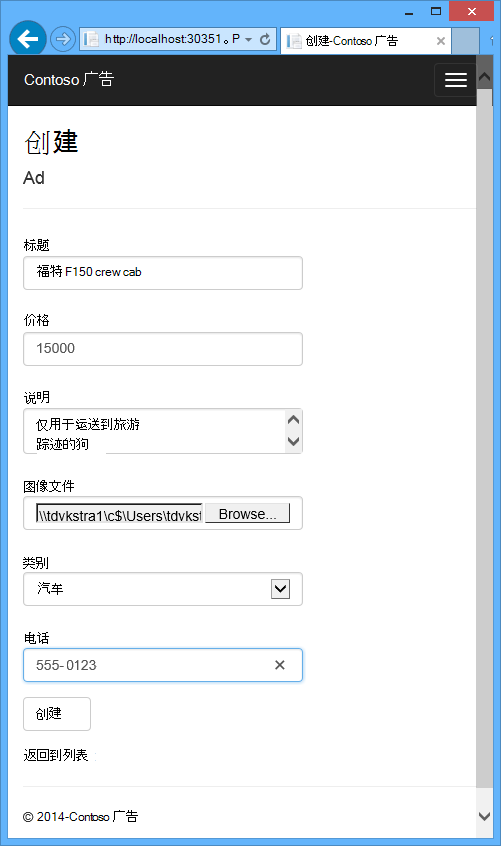 http://localhost:30351。P
创建-Contoso 广告
Contoso 广告
创建
Ad
标题
福特 F150 crew cab
价格
15000
说明
仅用于运送到旅游
踪迹的狗
图像文件
\\tdvkstra1\c$\Users\tdvkst
Browse...
类别
汽车
电话
555-0123
创建
返回到列表
© 2014-Contoso 广告